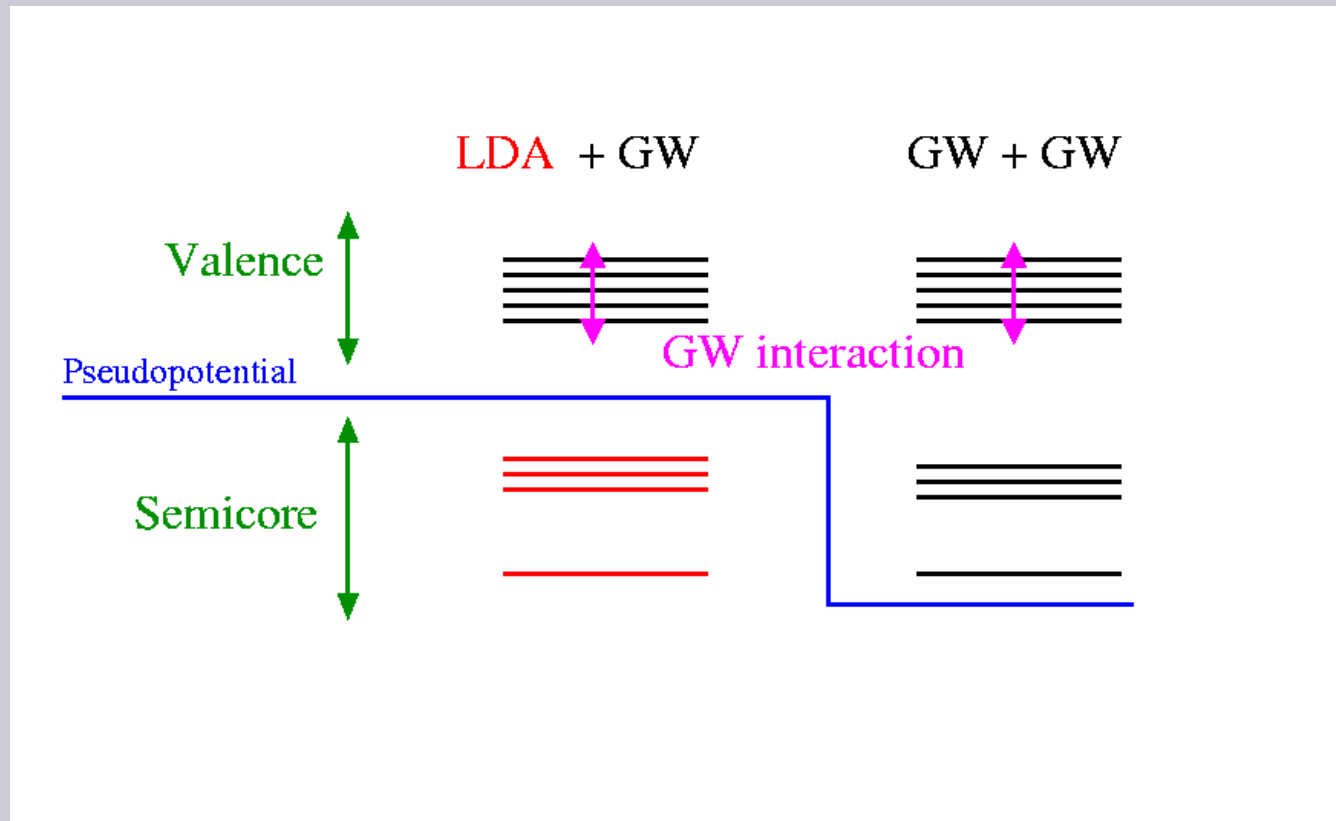 LDA + GW
GW + GW
Valence
GW interaction
Pseudopotential
Semicore